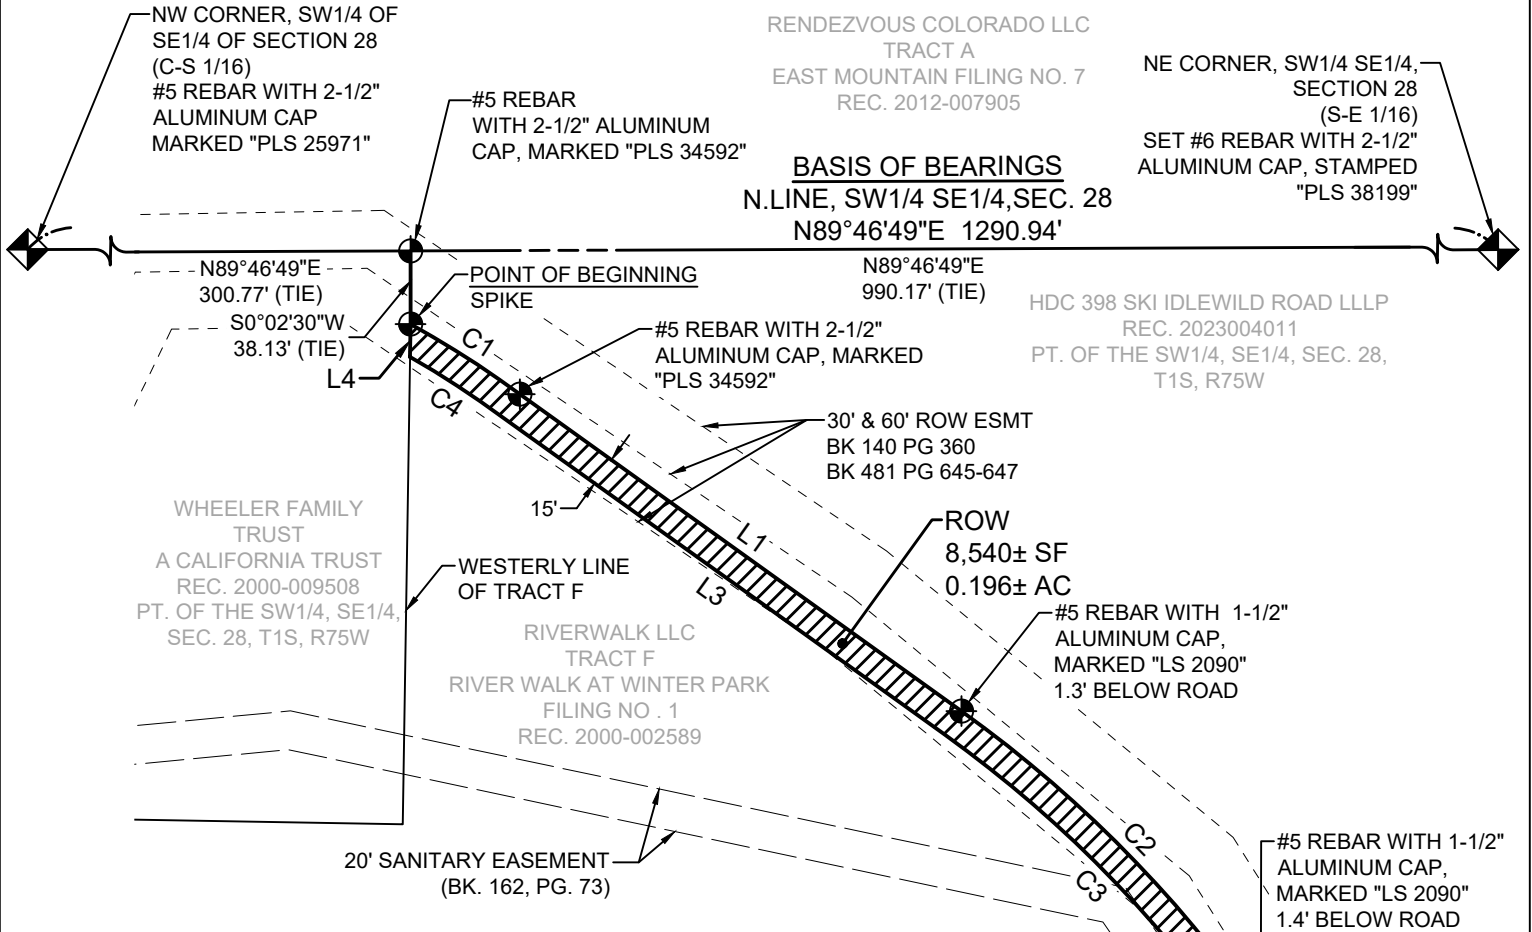 NW CORNER, SW1/4 OF
SE1/4 OF SECTION 28
(C-S 1/16)
#5 REBAR WITH 2-1/2"
ALUMINUM CAP
MARKED "PLS 25971"
#5 REBAR
WITH 2-1/2" ALUMINUM
CAP, MARKED "PLS 34592"
RENDEZVOUS COLORADO LLC
TRACT A
EAST MOUNTAIN FILING NO. 7
REC. 2012-007905
NE CORNER, SW1/4 SE1/4,
SECTION 28
(S-E 1/16)
SET #6 REBAR WITH 2-1/2"
ALUMINUM CAP, STAMPED
"PLS 38199"
BASIS OF BEARINGS
N.LINE, SW1/4 SE1/4,SEC. 28
N89°46'49"E 1290.94'
N89°46'49"E
300.77' (TIE)
S0°02'30"W
38.13' (TIE)
L4
POINT OF BEGINNING
SPIKE
N89°46'49"E
990.17' (TIE)
HDC 398 SKI IDLEWILD ROAD LLLP
REC. 2023004011
PT. OF THE SW1/4, SE1/4, SEC. 28,
T1S, R75W
C1
C4
#5 REBAR WITH 2-1/2"
ALUMINUM CAP, MARKED
"PLS 34592"
30' & 60' ROW ESMT
BK 140 PG 360
BK 481 PG 645-647
15'
L1
L3
ROW
8,540± SF
0.196± AC
WHEELER FAMILY
TRUST
A CALIFORNIA TRUST
REC. 2000-009508
PT. OF THE SW1/4, SE1/4,
SEC. 28, T1S, R75W
WESTERLY LINE
OF TRACT F
RIVERWALK LLC
TRACT F
RIVER WALK AT WINTER PARK
FILING NO . 1
REC. 2000-002589
#5 REBAR WITH 1-1/2"
ALUMINUM CAP,
MARKED "LS 2090"
1.3' BELOW ROAD
20' SANITARY EASEMENT
(BK. 162, PG. 73)
C2
C3
#5 REBAR WITH 1-1/2"
ALUMINUM CAP,
MARKED "LS 2090"
1.4' BELOW ROAD